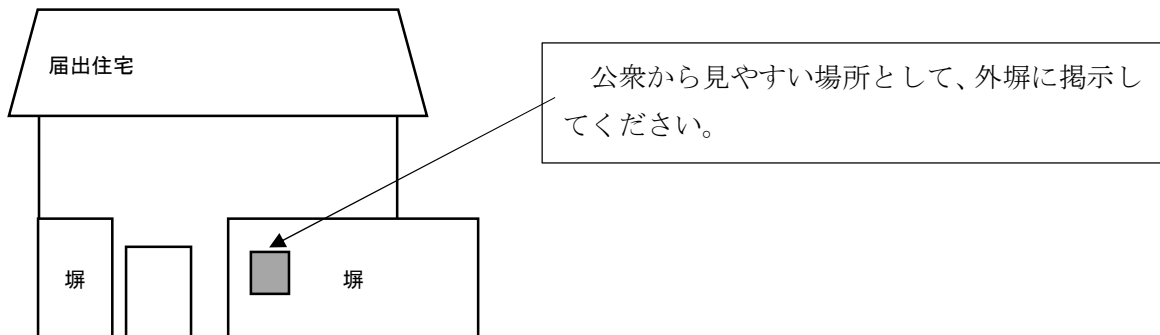 届出住宅
公衆から見やすい場所として、外塀に掲示し
てください。
塀
塀